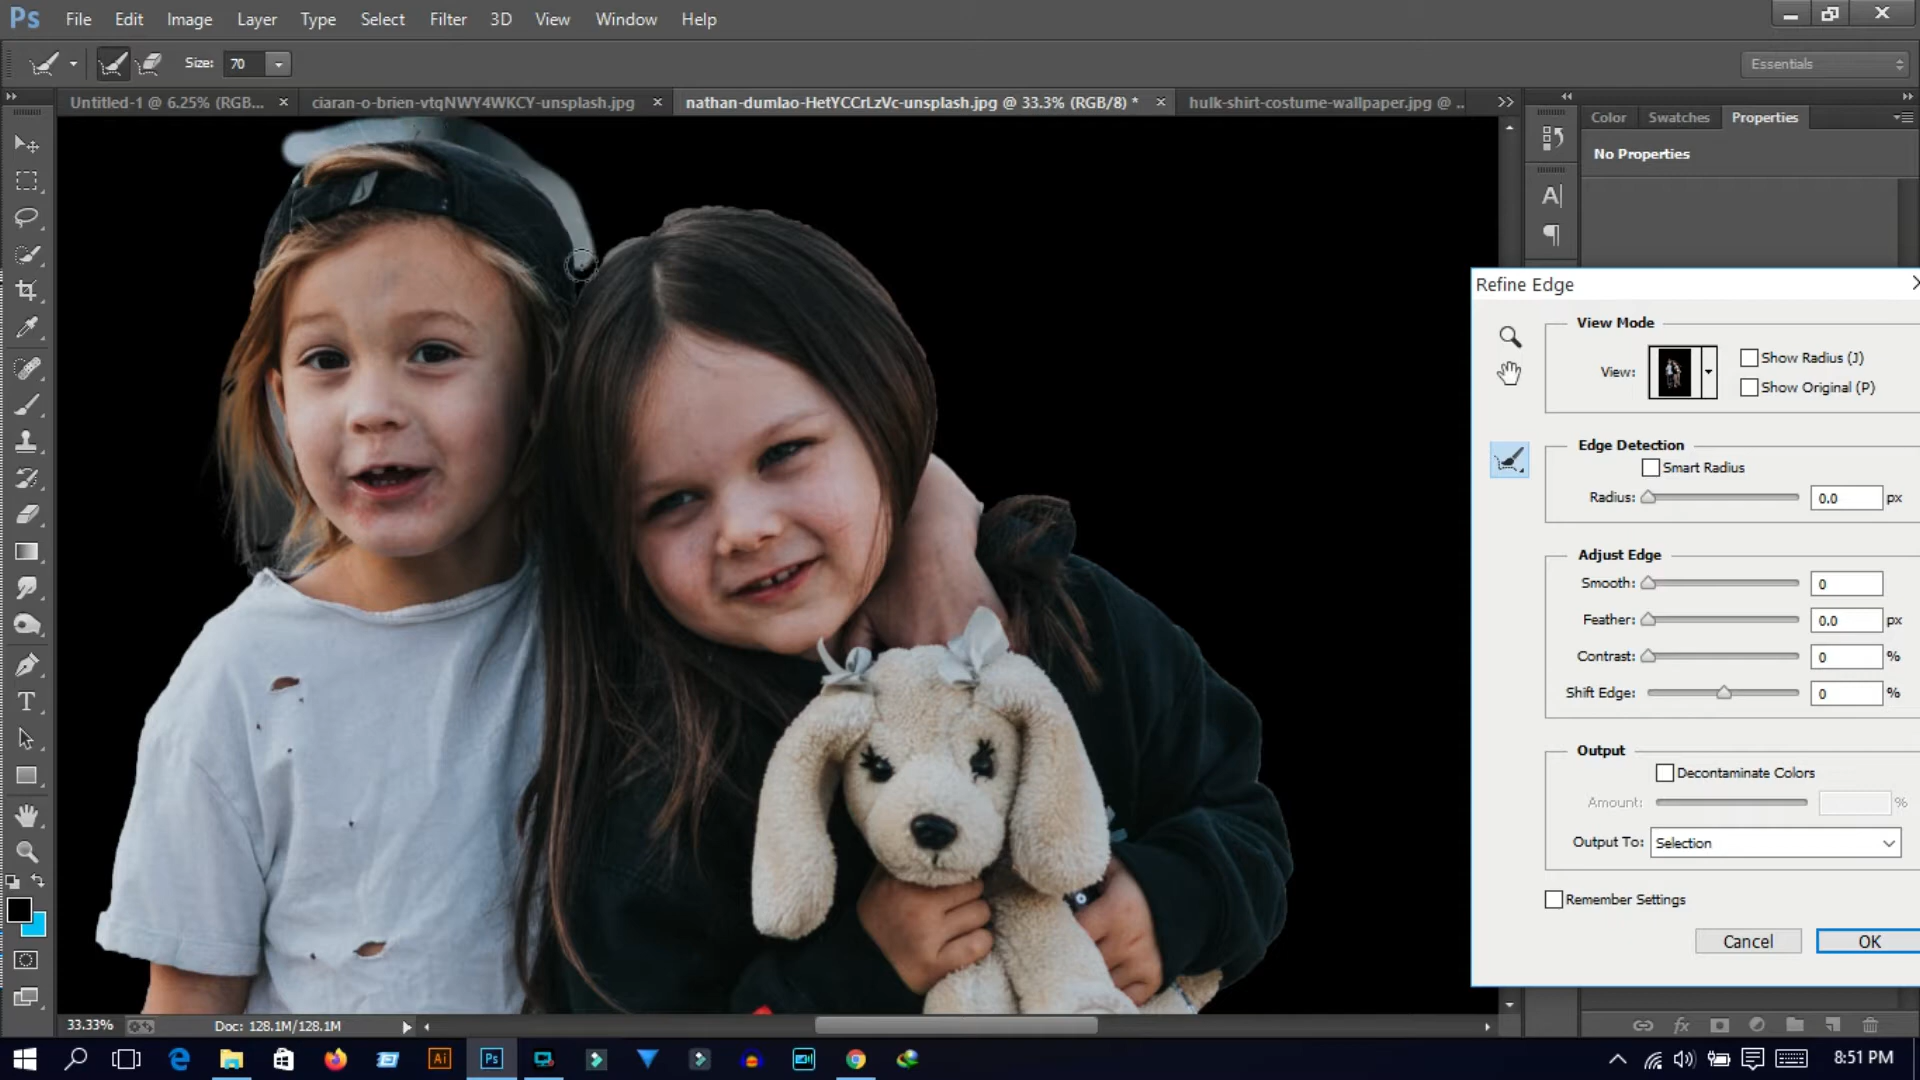 Ps File Edit Image Layer Type Select Filter 3D View Window Help
Size: 70 Essentials
Untitled-1 @ 6.25% (RGB... × ciaran-o-brien-vtqNWY4WKCY-unsplash.jpg × nathan-dumlao-HetYCCrLzVc-unsplash.jpg @ 33.3% (RGB/8) * × hulk-shirt-costume-wallpaper.jpg @ ..
Color Swatches Properties
No Properties
Refine Edge
View Mode
View: Show Radius (J)
Show Original (P)
Edge Detection
Smart Radius
Radius: 0.0 px
Adjust Edge
Smooth: 0
Feather: 0.0 px
Contrast: 0 %
Shift Edge: 0 %
Output
Decontaminate Colors
Amount: %
Output To: Selection
Remember Settings
Cancel OK
33.33% Doc: 128.1M/128.1M
fx
Ai Ps 8:51 PM